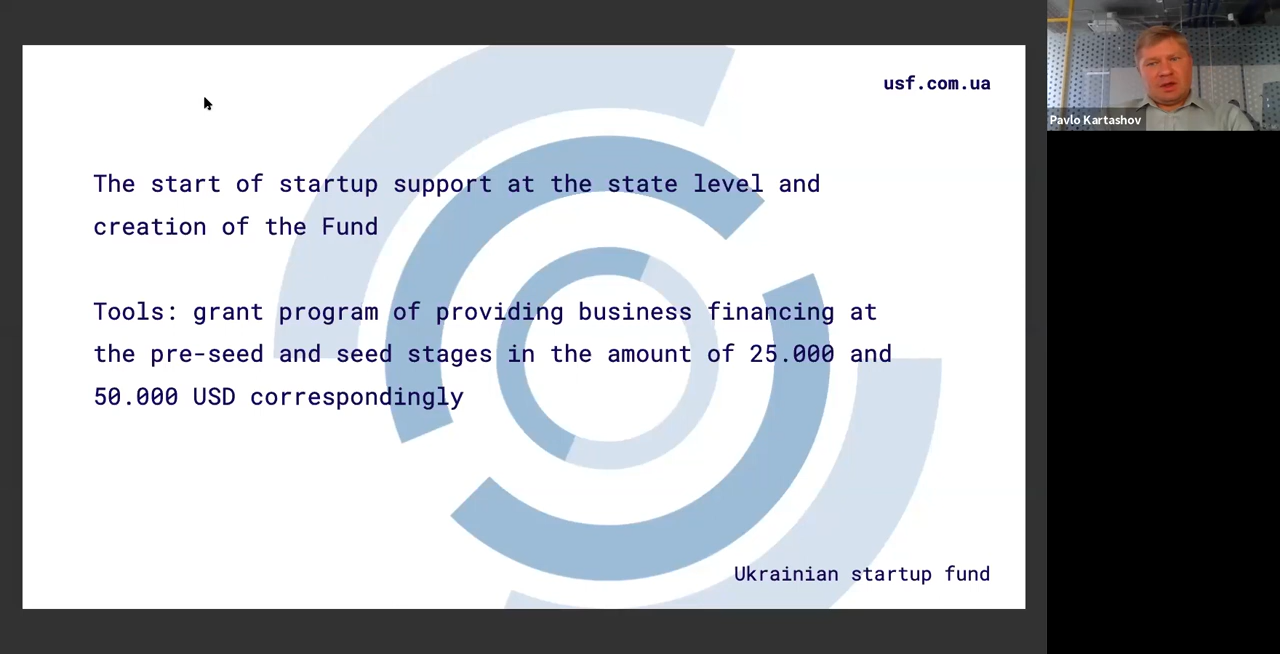 usf.com.ua
The start of startup support at the state level and
creation of the Fund
Tools: grant program of providing business financing at
the pre-seed and seed stages in the amount of 25.000 and
50.000 USD correspondingly
Ukrainian startup fund
Pavlo Kartashov